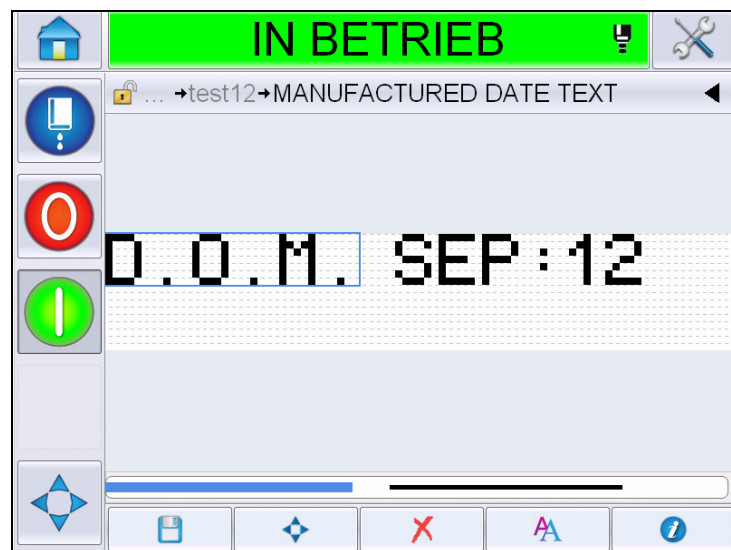 IN BETRIEB
... →test12→MANUFACTURED DATE TEXT
D.O.M. SEP:12